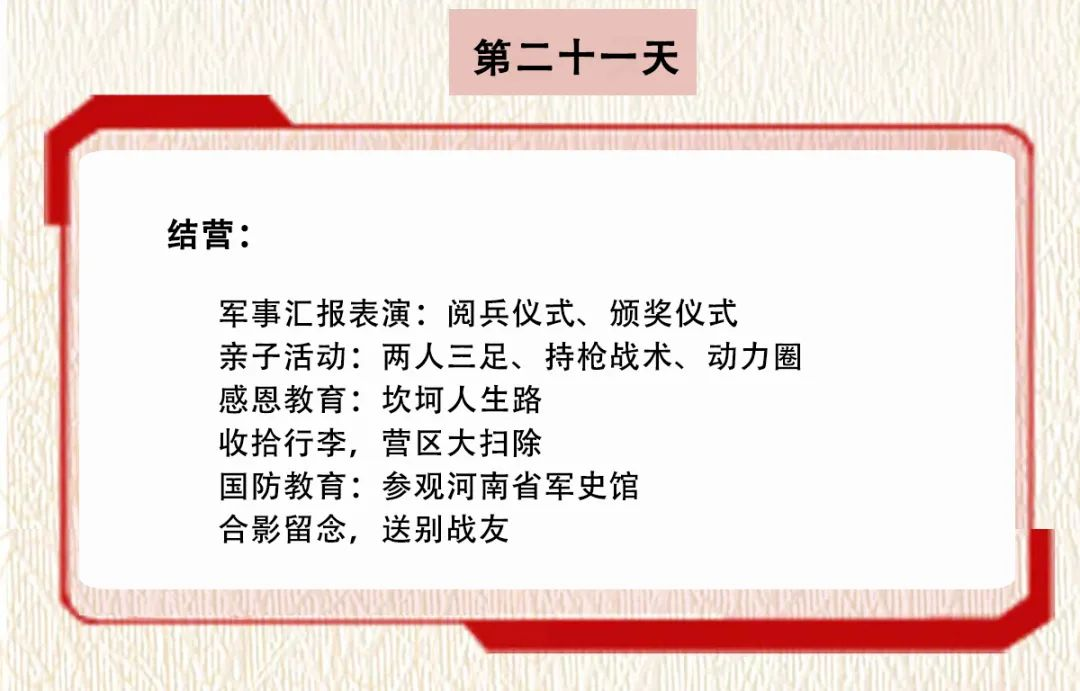 第二十一天
结营：
军事汇报表演：阅兵仪式、颁奖仪式
亲子活动：两人三足、持枪战术、动力圈
感恩教育：坎坷人生路
收拾行李，营区大扫除
国防教育：参观河南省军史馆
合影留念，送别战友